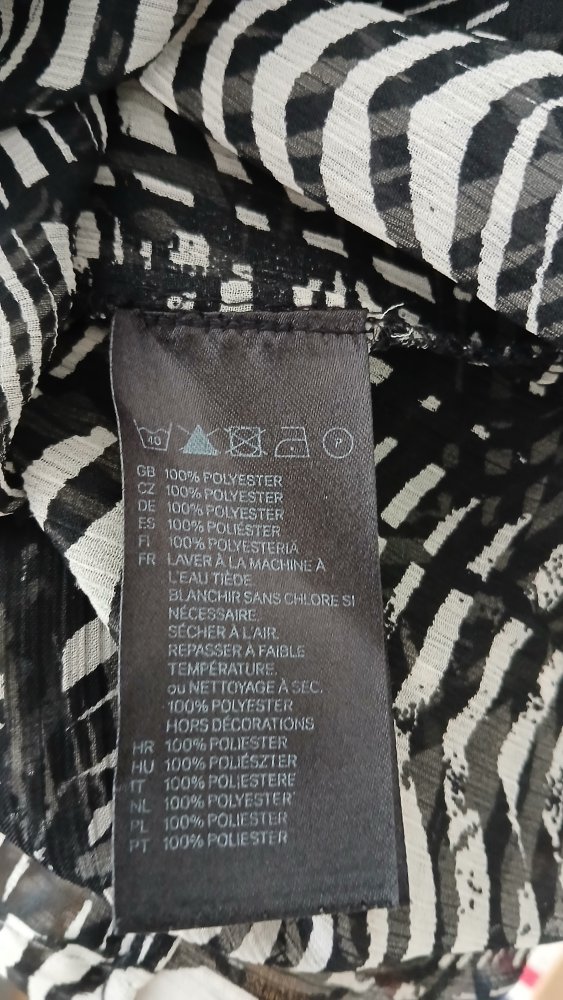 40 P
GB 100% POLYESTER
CZ 100% POLYESTER
DE 100% POLYESTER
ES 100% POLIÉSTER
FI 100% POLYESTERIÄ
FR LAVER À LA MACHINE À
L'EAU TIÈDE.
BLANCHIR SANS CHLORE SI
NÉCESSAIRE.
SÉCHER À L'AIR.
REPASSER À FAIBLE
TEMPÉRATURE.
OU NETTOYAGE À SEC.
100% POLYESTER
HORS DÉCORATIONS
HR 100% POLIESTER
HU 100% POLIÉSZTER
IT 100% POLIESTERE
NL 100% POLYESTER
PL 100% POLIESTER
PT 100% POLIESTER